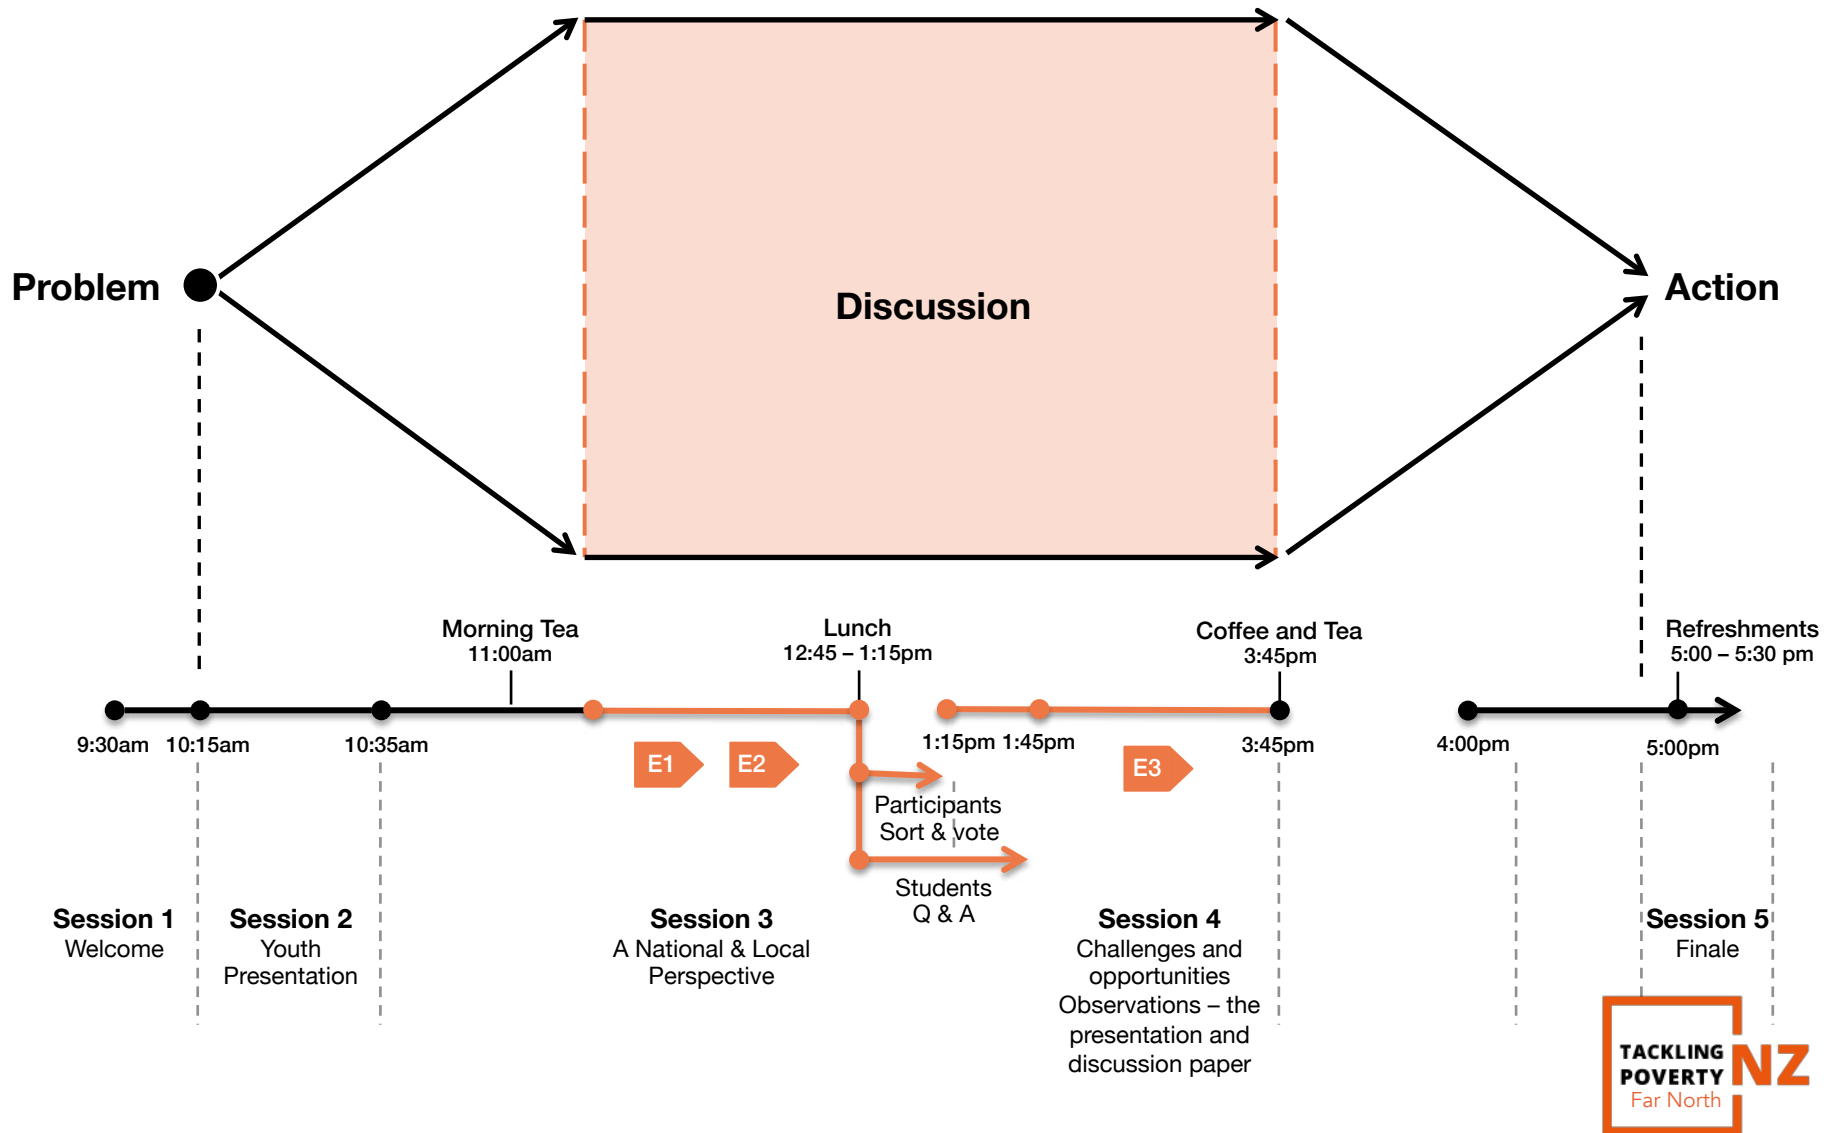 Problem
Discussion
Action
Morning Tea
11:00am
Lunch
12:45 – 1:15pm
Coffee and Tea
3:45pm
Refreshments
5:00 – 5:30 pm
9:30am
10:15am
10:35am
1:15pm
1:45pm
3:45pm
4:00pm
5:00pm
E1
E2
E3
Participants
Sort & vote
Students
Q & A
Session 1
Welcome
Session 2
Youth
Presentation
Session 3
A National & Local
Perspective
Session 4
Challenges and
opportunities
Observations – the
presentation and
discussion paper
Session 5
Finale
TACKLING
POVERTY
NZ
Far North